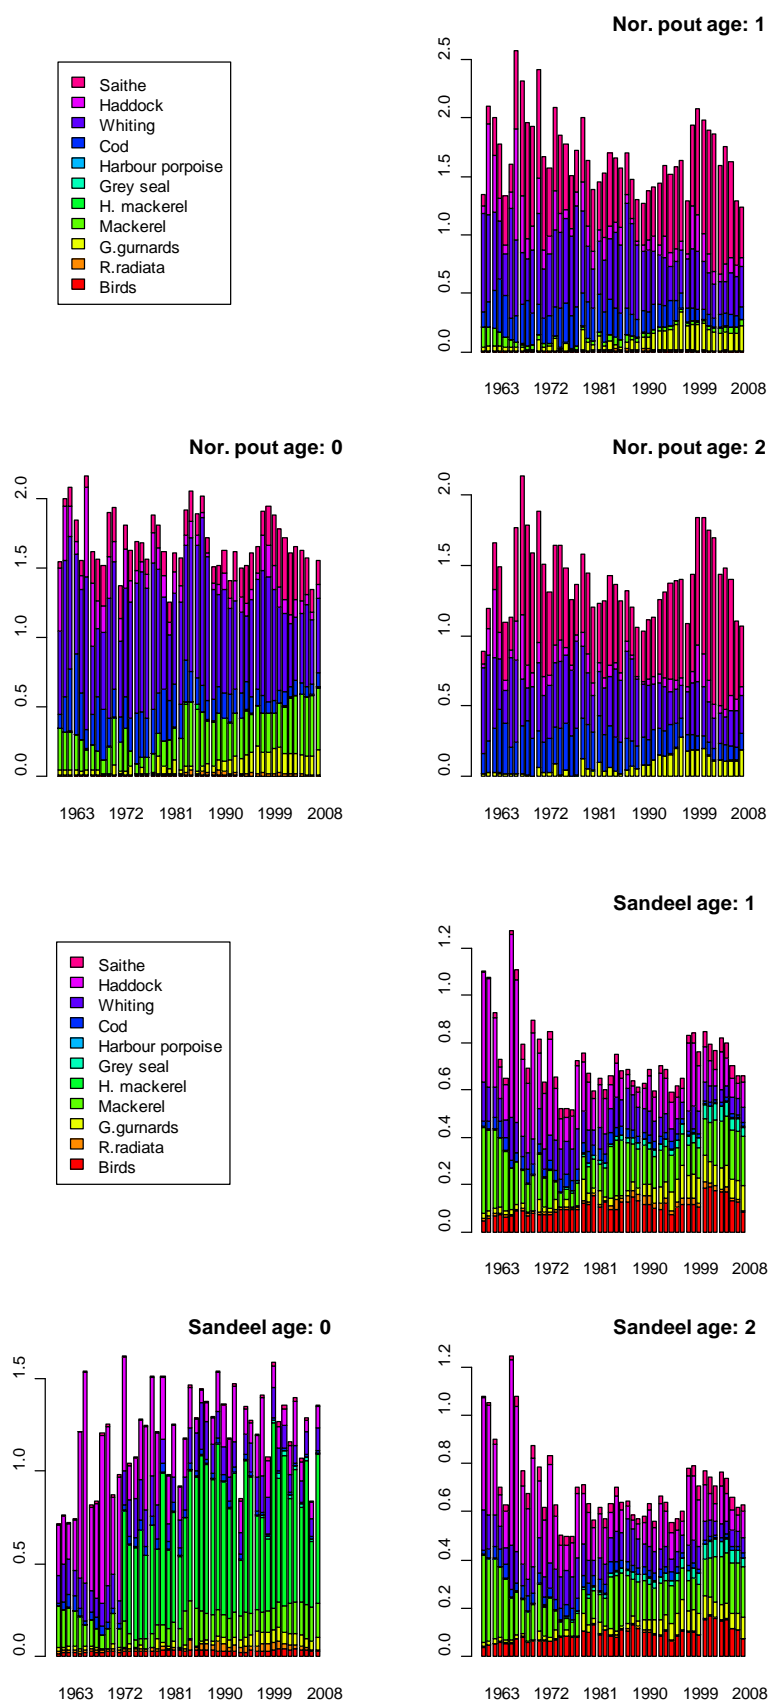 Nor. pout age: 1
Saithe
Haddock
Whiting
Cod
Harbour porpoise
Grey seal
H. mackerel
Mackerel
G.gurnards
R.radiata
Birds
0.0 0.5 1.0 1.5 2.0 2.5
1963 1972 1981 1990 1999 2008
Nor. pout age: 0
0.0 0.5 1.0 1.5 2.0
1963 1972 1981 1990 1999 2008
Nor. pout age: 2
0.0 0.5 1.0 1.5 2.0
1963 1972 1981 1990 1999 2008
Sandeel age: 1
Saithe
Haddock
Whiting
Cod
Harbour porpoise
Grey seal
H. mackerel
Mackerel
G.gurnards
R.radiata
Birds
0.0 0.2 0.4 0.6 0.8 1.0 1.2
1963 1972 1981 1990 1999 2008
Sandeel age: 0
0.0 0.5 1.0 1.5
1963 1972 1981 1990 1999 2008
Sandeel age: 2
0.0 0.2 0.4 0.6 0.8 1.0 1.2
1963 1972 1981 1990 1999 2008